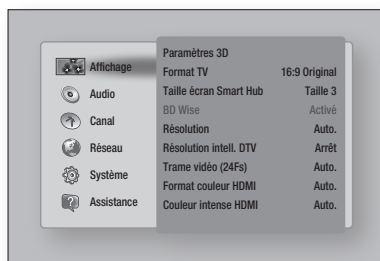 Affichage
Audio
Canal
Réseau
Système
Assistance
Paramètres 3D
Format TV 16:9 Original
Taille écran Smart Hub Taille 3
BD Wise Activé
Résolution Auto.
Résolution intell. DTV Arrêt
Trame vidéo (24Fs) Auto.
Format couleur HDMI Auto.
Couleur intense HDMI Auto.